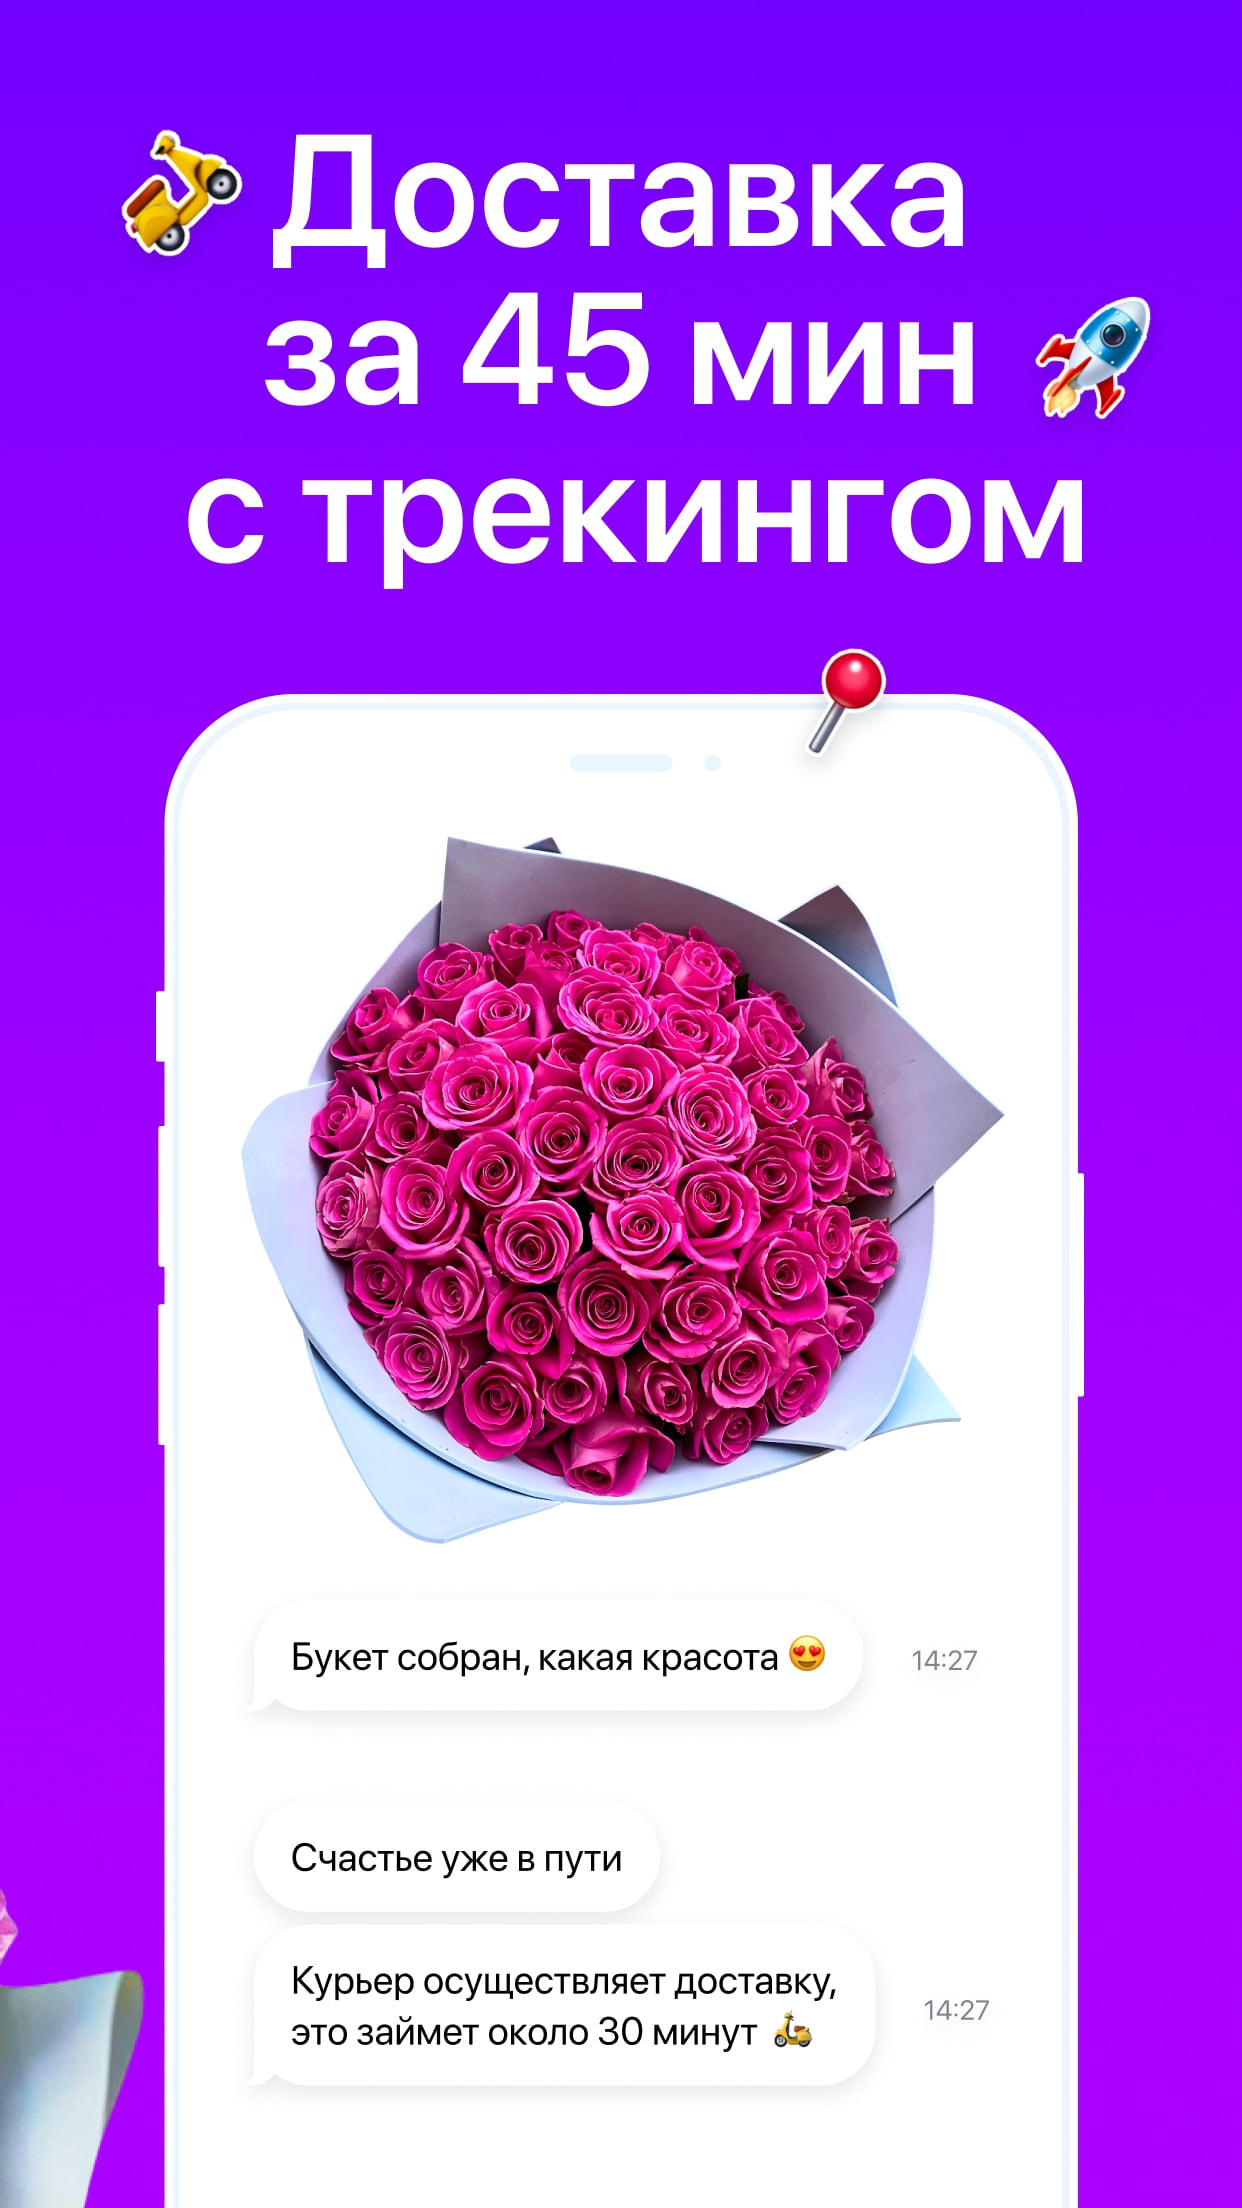 Доставка
за 45 мин
с трекингом
Букет собран, какая красота 😍
14:27
Счастье уже в пути
Курьер осуществляет доставку,
это займет около 30 минут 🛵
14:27